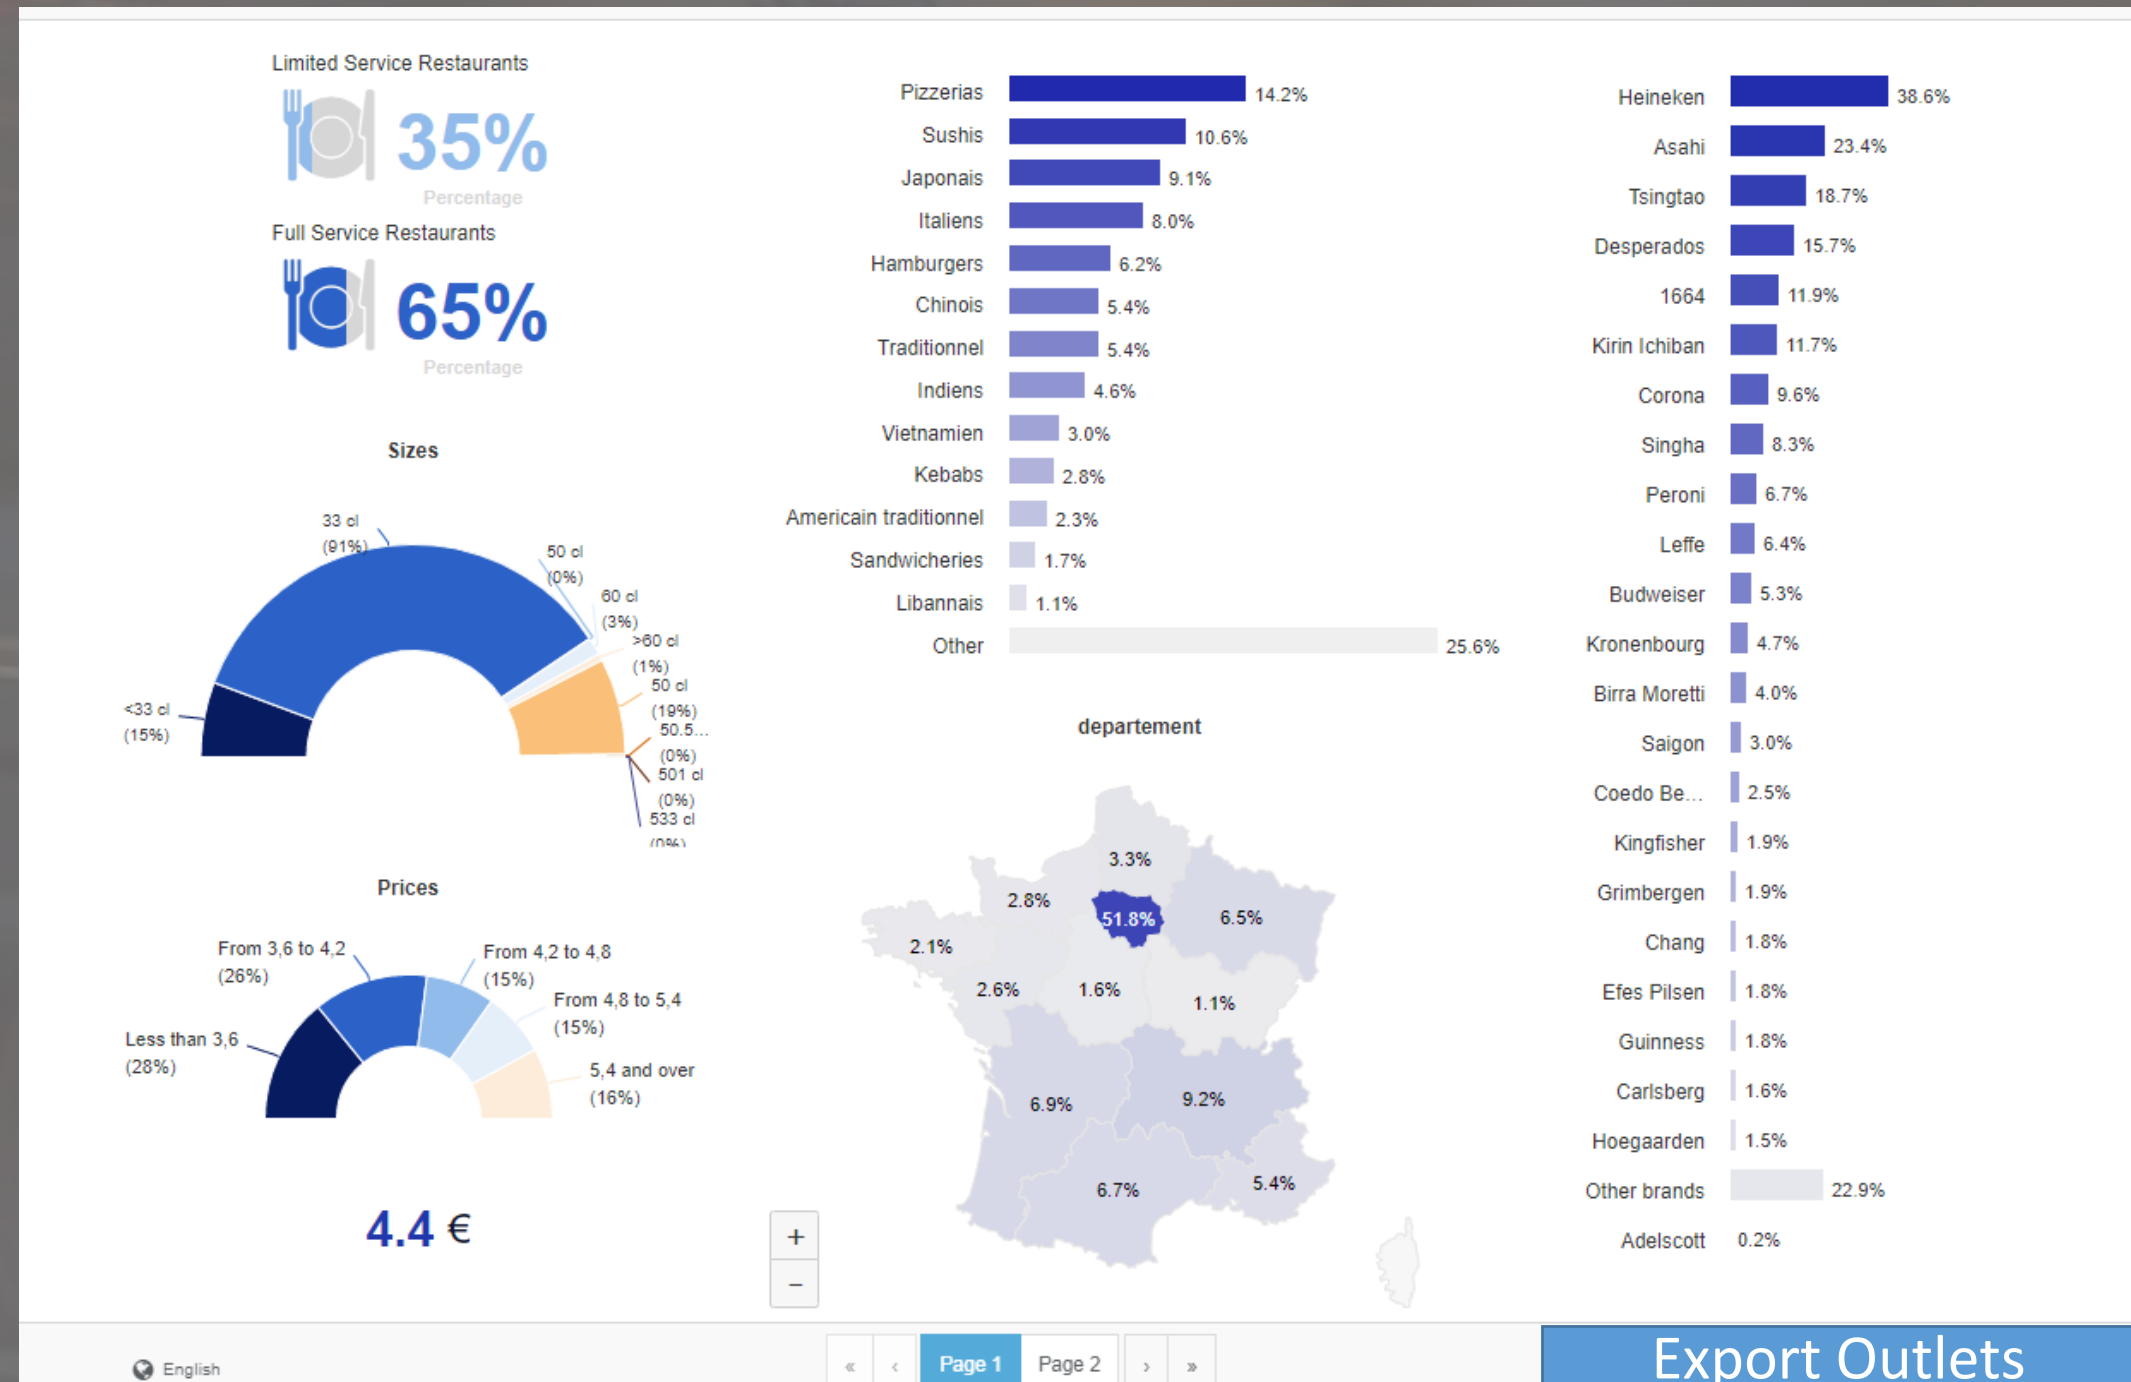 Limited Service Restaurants
35%
Percentage
Full Service Restaurants
65%
Percentage
Sizes
33 cl
(91%)
50 cl
(0%)
60 cl
(3%)
>60 cl
(1%)
50 cl
(19%)
50.5...
(0%)
501 cl
(0%)
533 cl
(0%)
<33 cl
(15%)
Prices
From 3,6 to 4,2
(26%)
From 4,2 to 4,8
(15%)
From 4,8 to 5,4
(15%)
Less than 3,6
(28%)
5,4 and over
(16%)
4.4 €
Pizzerias 14.2%
Sushis 10.6%
Japonais 9.1%
Italiens 8.0%
Hamburgers 6.2%
Chinois 5.4%
Traditionnel 5.4%
Indiens 4.6%
Vietnamien 3.0%
Kebabs 2.8%
Americain traditionnel 2.3%
Sandwicheries 1.7%
Libannais 1.1%
Other 25.6%
departement
3.3%
2.8%
51.8%
6.5%
2.1%
2.6%
1.6%
1.1%
6.9%
9.2%
6.7%
5.4%
+
−
Heineken 38.6%
Asahi 23.4%
Tsingtao 18.7%
Desperados 15.7%
1664 11.9%
Kirin Ichiban 11.7%
Corona 9.6%
Singha 8.3%
Peroni 6.7%
Leffe 6.4%
Budweiser 5.3%
Kronenbourg 4.7%
Birra Moretti 4.0%
Saigon 3.0%
Coedo Be... 2.5%
Kingfisher 1.9%
Grimbergen 1.9%
Chang 1.8%
Efes Pilsen 1.8%
Guinness 1.8%
Carlsberg 1.6%
Hoegaarden 1.5%
Other brands 22.9%
Adelscott 0.2%
English
« ‹ Page 1 Page 2 › »
Export Outlets